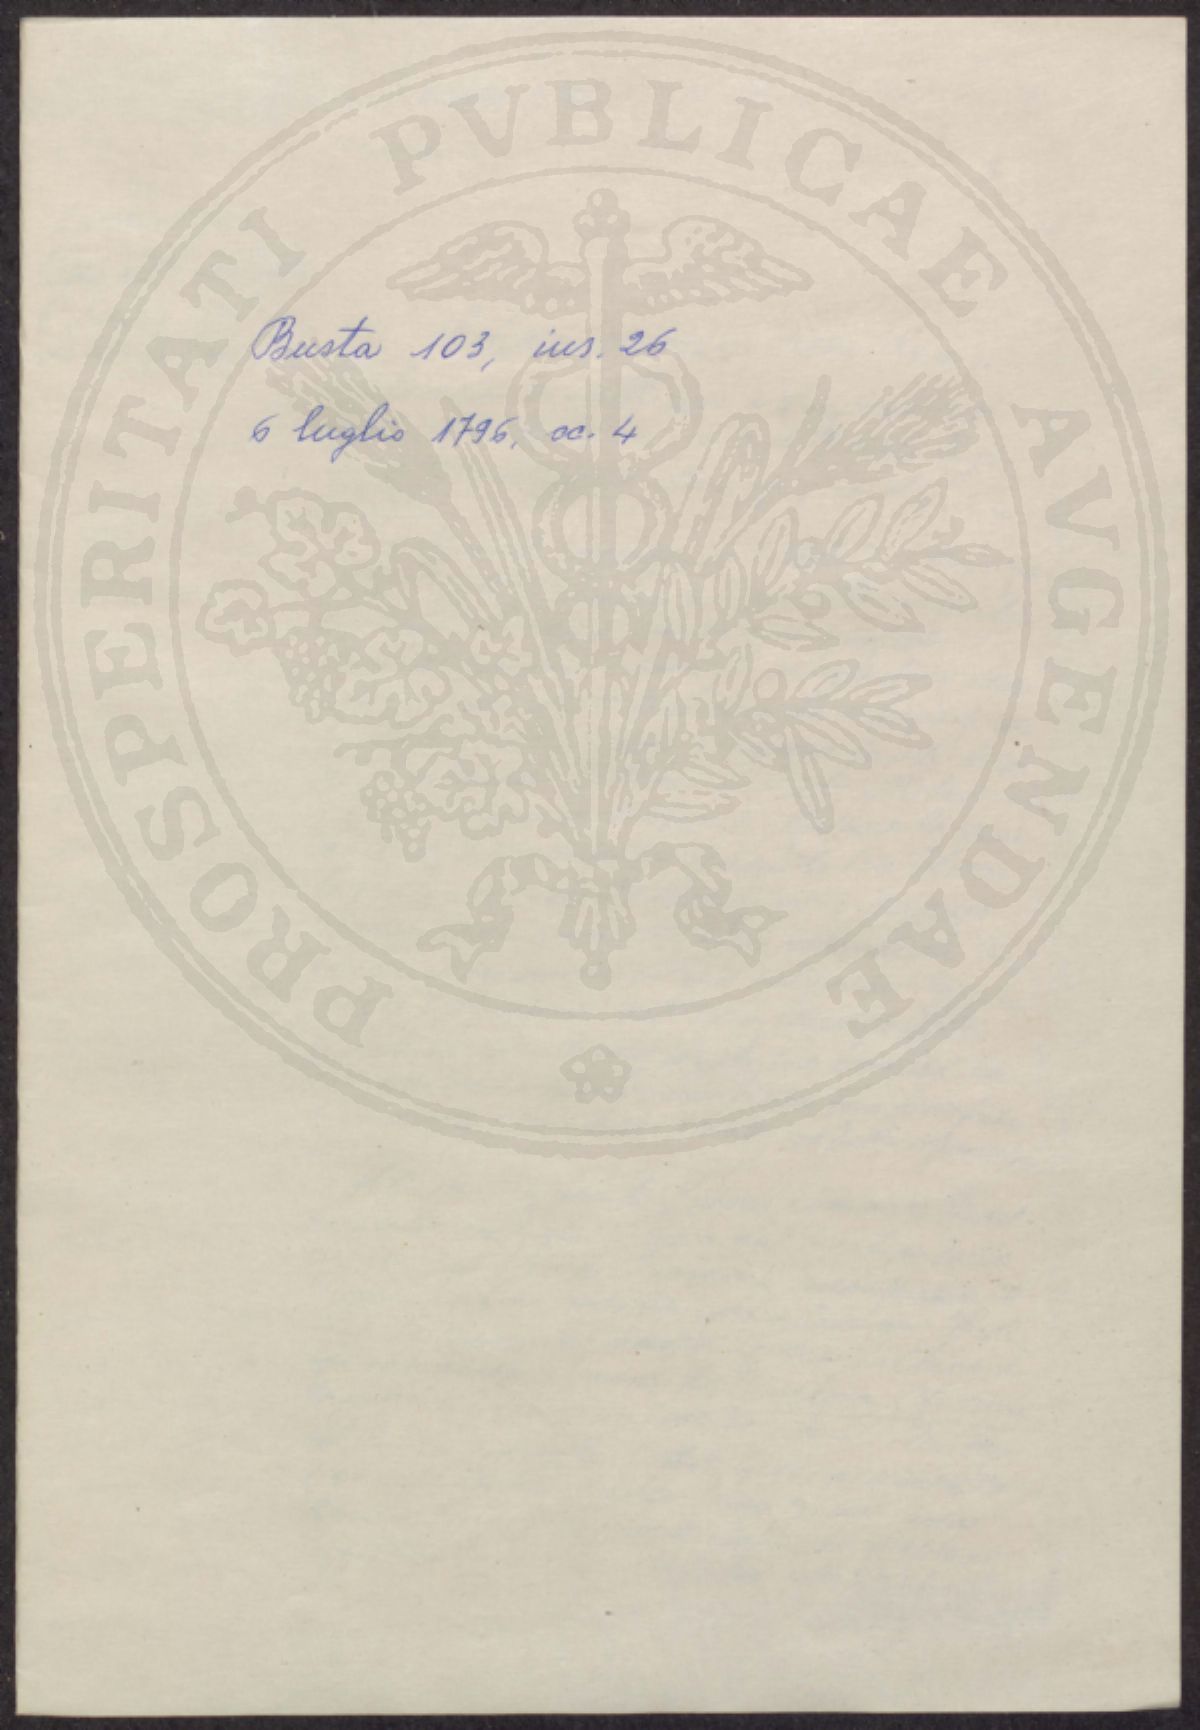 PROSPERITATI PVBLICAE AVGENDAE
Busta 103, ins. 26
6 luglio 1796, cc. 4